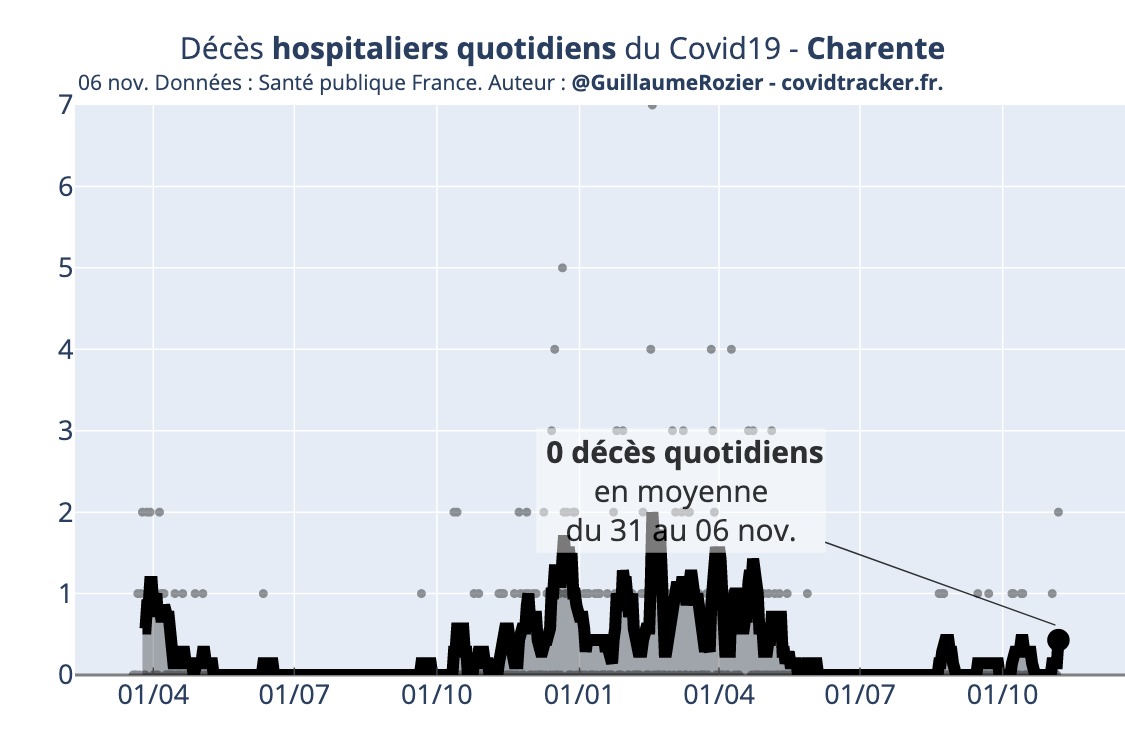 Décès hospitaliers quotidiens du Covid19 - Charente
06 nov. Données : Santé publique France. Auteur : @GuillaumeRozier - covidtracker.fr.
7
6
5
4
3
0 décès quotidiens
en moyenne
2
du 31 au 06 nov.
1
0
01/04 01/07 01/10 01/01 01/04 01/07 01/10